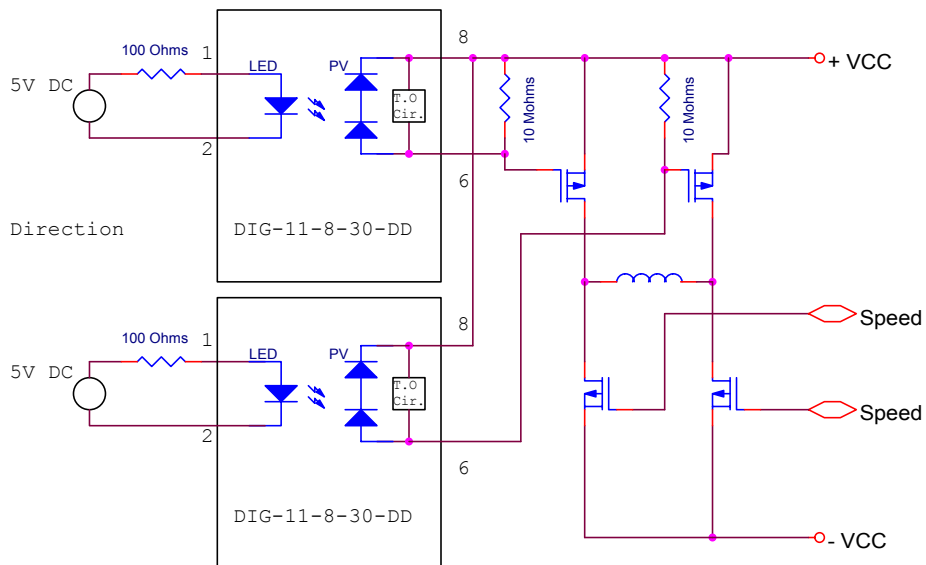 100 Ohms
1
LED
PV
8
5V DC
T.O
Cir.
10 Mohms
10 Mohms
+ VCC
2
6
Direction
DIG-11-8-30-DD
100 Ohms
1
LED
PV
8
5V DC
T.O
Cir.
Speed
Speed
2
6
DIG-11-8-30-DD
- VCC